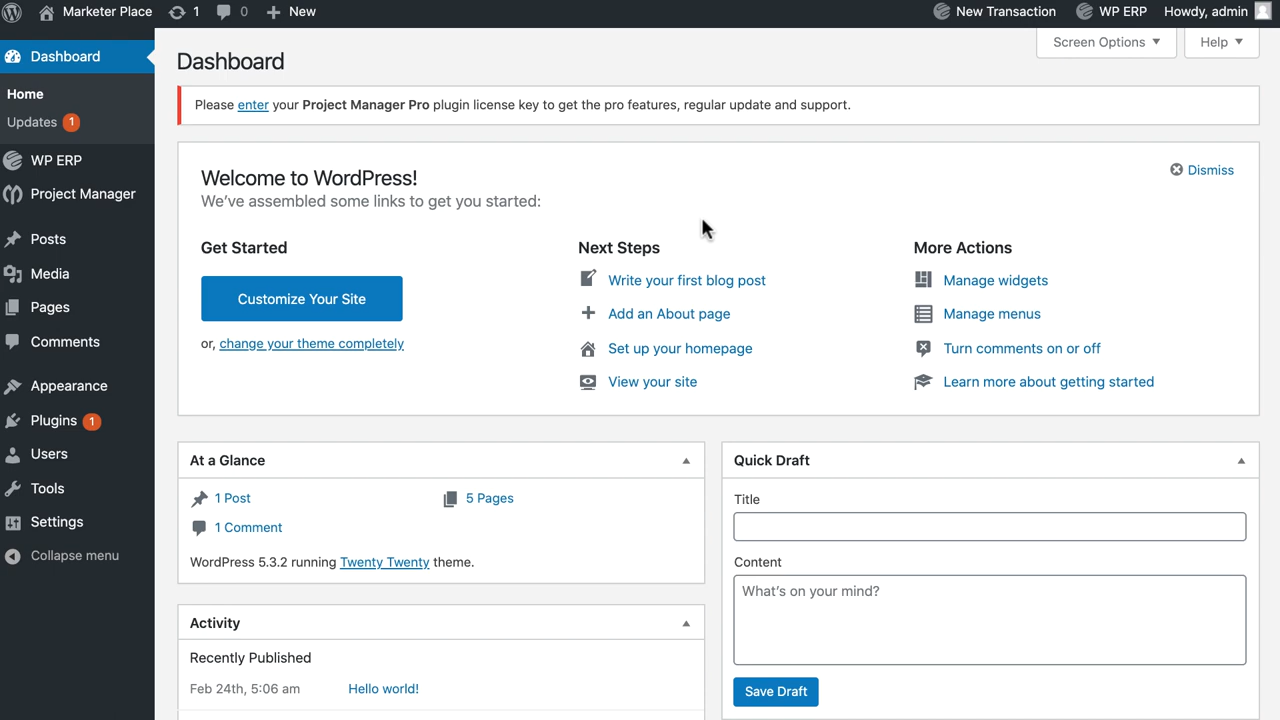 Marketer Place 1 0 New New Transaction WP ERP Howdy, admin
Screen Options Help
Dashboard
Home
Updates 1
WP ERP
Project Manager
Posts
Media
Pages
Comments
Appearance
Plugins 1
Users
Tools
Settings
Collapse menu
Dashboard
Please enter your Project Manager Pro plugin license key to get the pro features, regular update and support.
Welcome to WordPress!
Dismiss
We've assembled some links to get you started:
Get Started
Customize Your Site
or, change your theme completely
Next Steps
Write your first blog post
Add an About page
Set up your homepage
View your site
More Actions
Manage widgets
Manage menus
Turn comments on or off
Learn more about getting started
At a Glance
1 Post 5 Pages
1 Comment
WordPress 5.3.2 running Twenty Twenty theme.
Activity
Recently Published
Feb 24th, 5:06 am Hello world!
Quick Draft
Title
Content
What's on your mind?
Save Draft